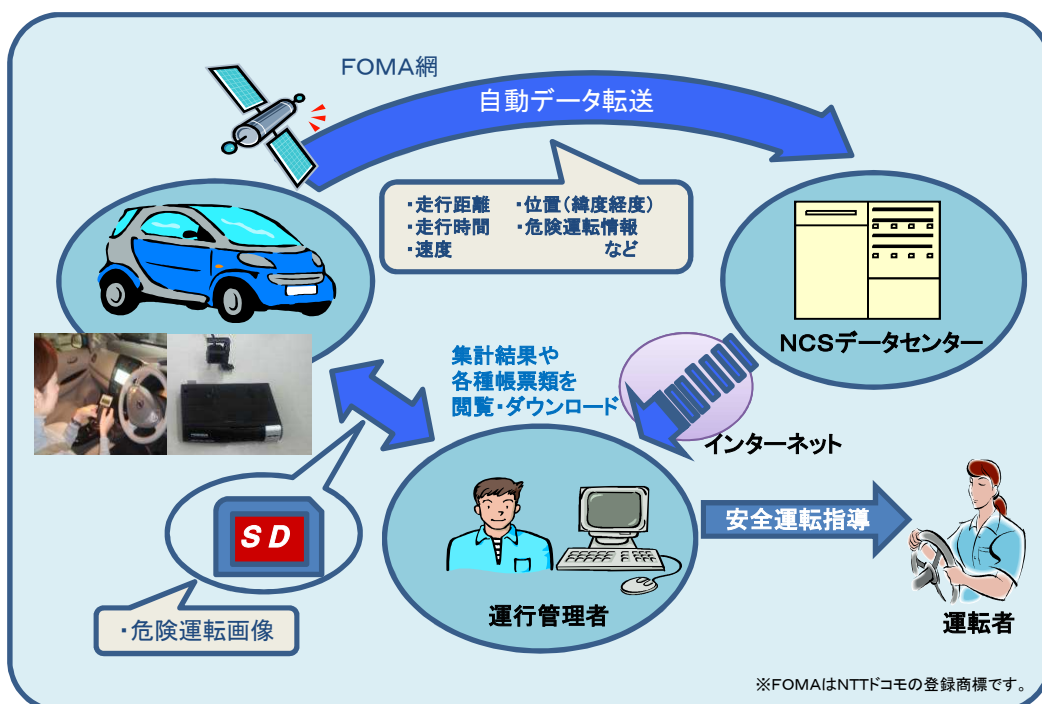 FOMA網
自動データ転送
・走行距離 ・位置(緯度経度)
・走行時間 ・危険運転情報
・速度 など
NCSデータセンター
集計結果や
各種帳票類を
閲覧・ダウンロード
インターネット
SD
安全運転指導
運行管理者
・危険運転画像
運転者
※FOMAはNTTドコモの登録商標です。